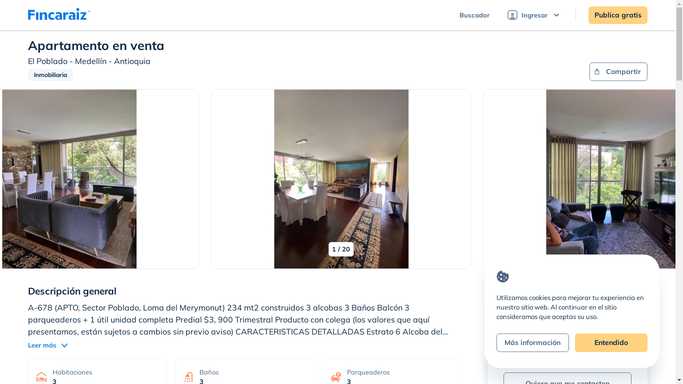 Fincaraiz
Buscador
Ingresar
Publica gratis
Apartamento en venta
El Poblado - Medellín - Antioquia
Inmobiliaria
Compartir
1 / 20
Descripción general
A-678 (APTO, Sector Poblado, Loma del Merymonut) 234 mt2 construidos 3 alcobas 3 Baños Balcón 3
parqueaderos + 1 útil unidad completa Predial $3, 900 Trimestral Producto con colega (los valores que aquí
presentamos, están sujetos a cambios sin previo aviso) CARACTERISTICAS DETALLADAS Estrato 6 Alcoba del...
Leer más
Habitaciones
3
Baños
3
Parqueaderos
3
Utilizamos cookies para mejorar tu experiencia en
nuestro sitio web. Al continuar en el sitio
consideramos que aceptas su uso.
Más información
Entendido
Quiero que me contacten